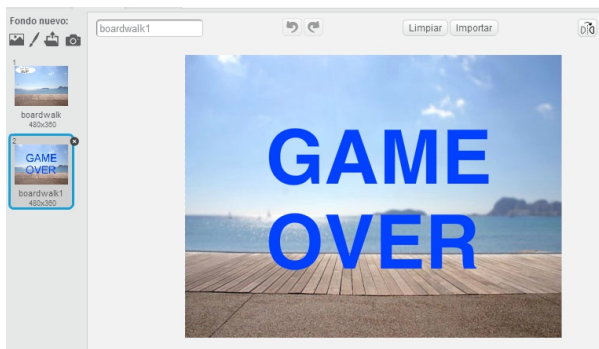 Fondo nuevo:
boardwalk1
Limpiar
Importar
1
boardwalk
480x360
2
GAME
OVER
boardwalk1
480x360
GAME
OVER